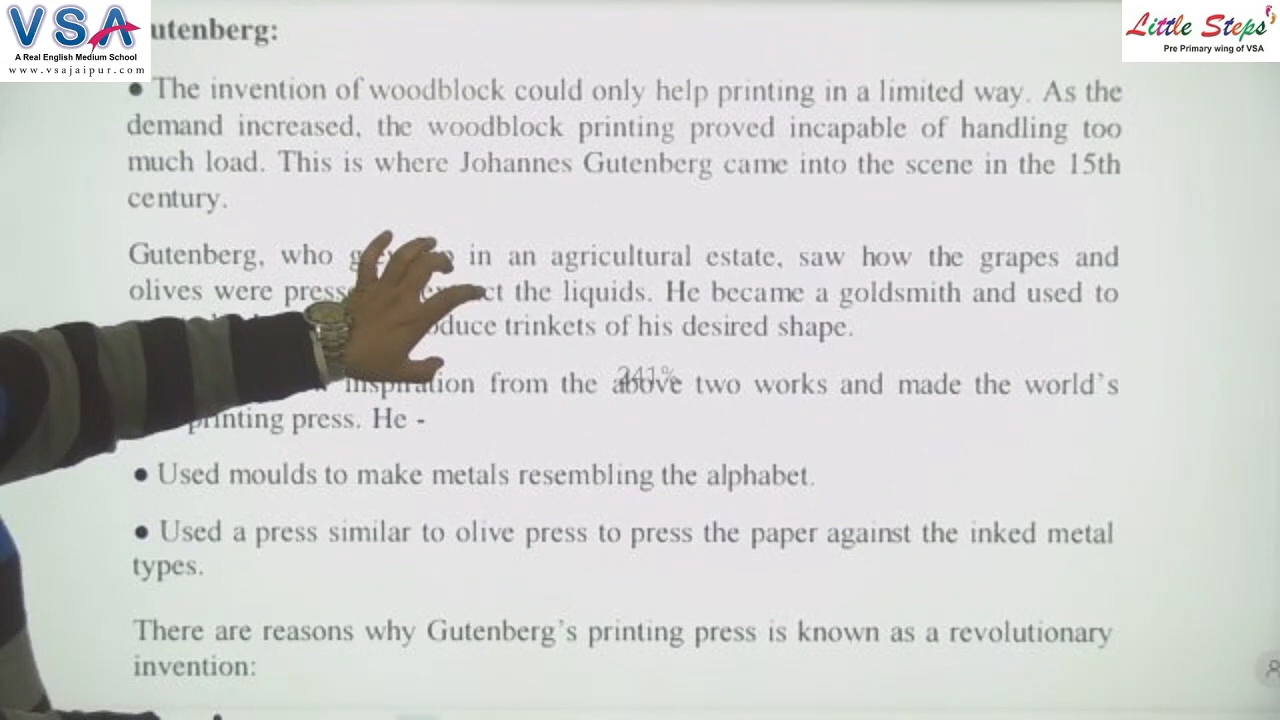 VSA
A Real English Medium School
www.vsajaipur.com
Little Steps
Pre Primary wing of VSA
utenberg:
● The invention of woodblock could only help printing in a limited way. As the
demand increased, the woodblock printing proved incapable of handling too
much load. This is where Johannes Gutenberg came into the scene in the 15th
century.
Gutenberg, who in an agricultural estate, saw how the grapes and
olives were the liquids. He became a goldsmith and used to
trinkets of his desired shape.
inspiration from the above two works and made the world's
printing press. He -
● Used moulds to make metals resembling the alphabet.
● Used a press similar to olive press to press the paper against the inked metal
types.
There are reasons why Gutenberg's printing press is known as a revolutionary
invention: